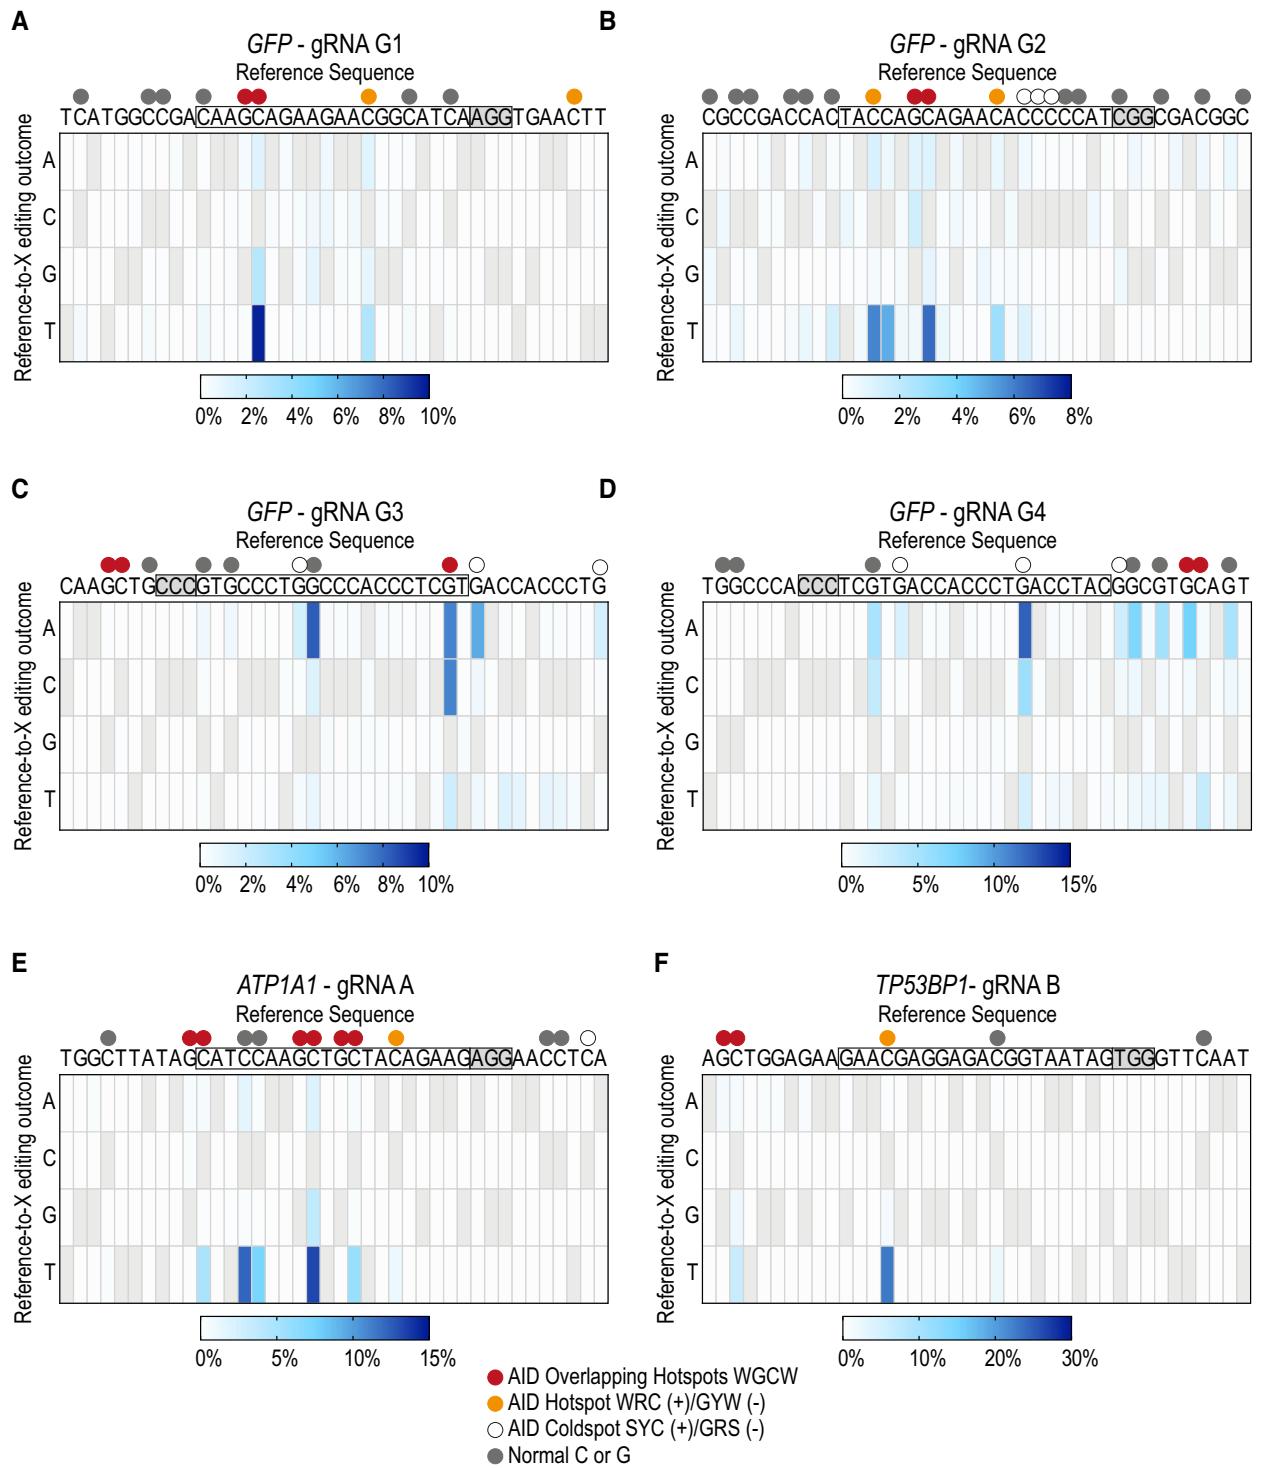 A
GFP - gRNA G1
Reference Sequence
TCATGGCCGACAAGCAGAAGAACGGCATCAAGGTGAACTT
Reference-to-X editing outcome
A
C
G
T
0% 2% 4% 6% 8% 10%
B
GFP - gRNA G2
Reference Sequence
CGCCGACCACTACCAGCAGAACACCCCCATCGGCGACGGC
Reference-to-X editing outcome
A
C
G
T
0% 2% 4% 6% 8%
C
GFP - gRNA G3
Reference Sequence
CAAGCTGCCCGTGCCCTGGCCCACCCTCGTGACCACCCTG
Reference-to-X editing outcome
A
C
G
T
0% 2% 4% 6% 8% 10%
D
GFP - gRNA G4
Reference Sequence
TGGCCCACCCTCGTGACCACCCTGACCTACGGCGTGCAGT
Reference-to-X editing outcome
A
C
G
T
0% 5% 10% 15%
E
ATP1A1 - gRNA A
Reference Sequence
TGGCTTATAGCATCCAAGCTGCTACAGAAGAGGAACCTCA
Reference-to-X editing outcome
A
C
G
T
0% 5% 10% 15%
F
TP53BP1- gRNA B
Reference Sequence
AGCTGGAGAAGAACGAGGAGACGGTAATAGTGGGTTCAAT
Reference-to-X editing outcome
A
C
G
T
0% 10% 20% 30%
AID Overlapping Hotspots WGCW
AID Hotspot WRC (+)/GYW (-)
AID Coldspot SYC (+)/GRS (-)
Normal C or G